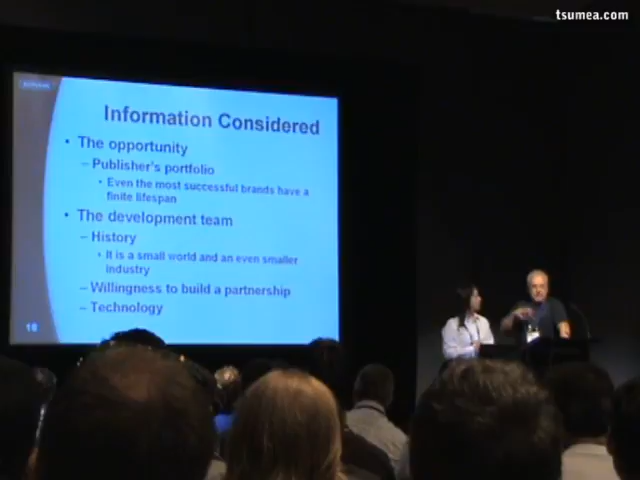 tsumea.com
Information Considered
• The opportunity
– Publisher's portfolio
• Even the most successful brands have a
finite lifespan
• The development team
– History
• It is a small world and an even smaller
industry
– Willingness to build a partnership
– Technology
16